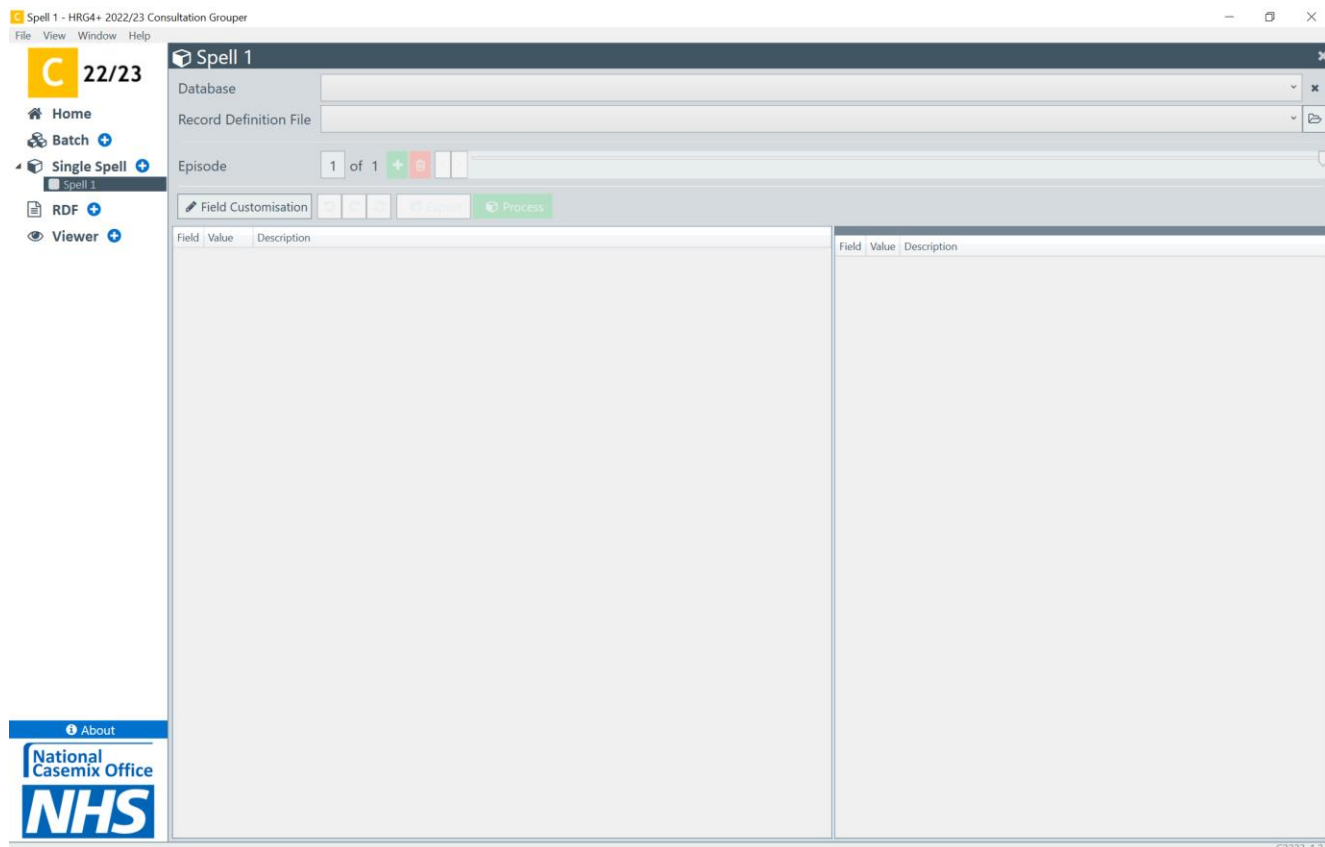 C Spell 1 - HRG4+ 2022/23 Consultation Grouper
File View Window Help
C 22/23
Home
Batch
Single Spell
Spell 1
RDF
Viewer
Spell 1
Database
Record Definition File
Episode 1 of 1
Field Customisation Export Process
Field Value Description
Field Value Description
About
National
Casemix Office
NHS